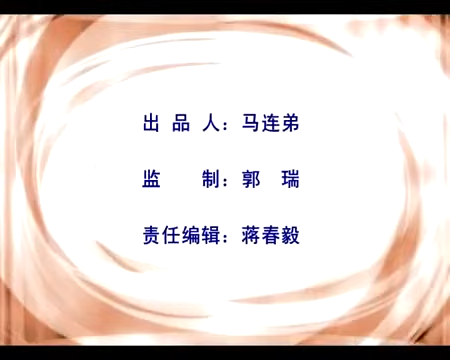 出 品 人：马连弟
监　　制：郭　瑞
责任编辑：蒋春毅